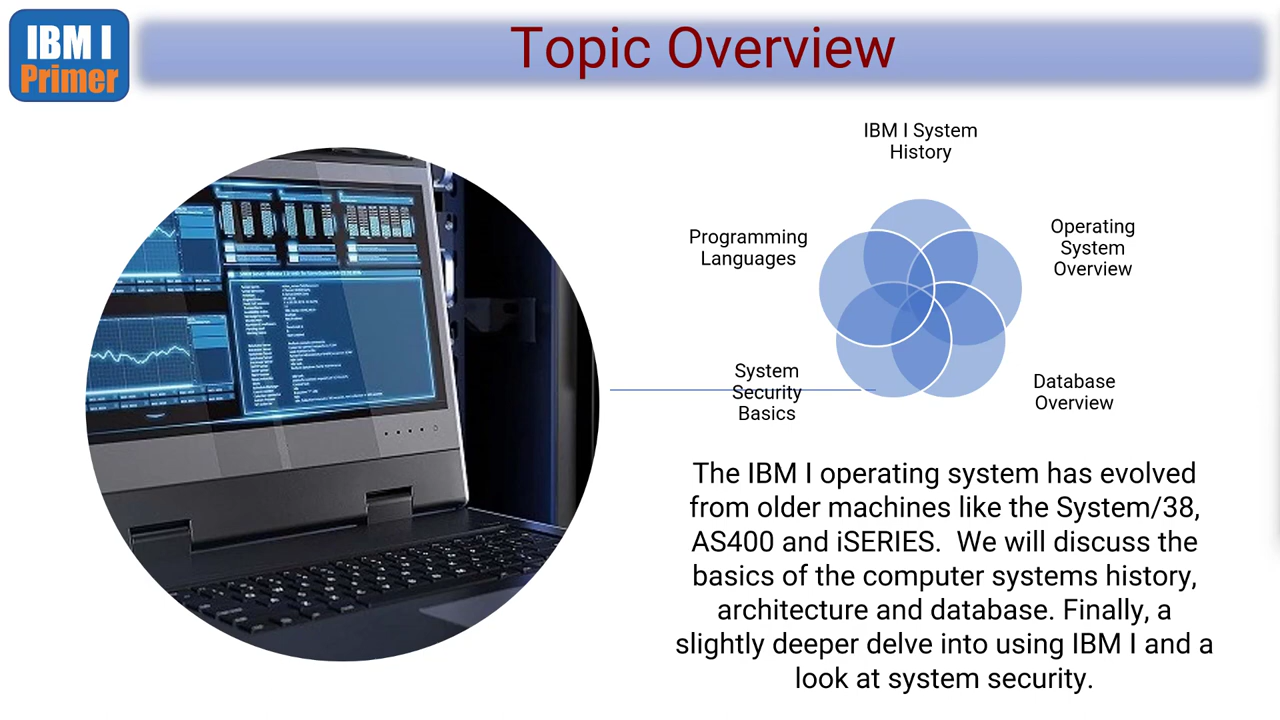 IBM I
Primer
Topic Overview
IBM I System
History
Programming
Languages
Operating
System
Overview
System
Security
Basics
Database
Overview
The IBM I operating system has evolved
from older machines like the System/38,
AS400 and iSERIES.  We will discuss the
basics of the computer systems history,
architecture and database. Finally, a
slightly deeper delve into using IBM I and a
look at system security.